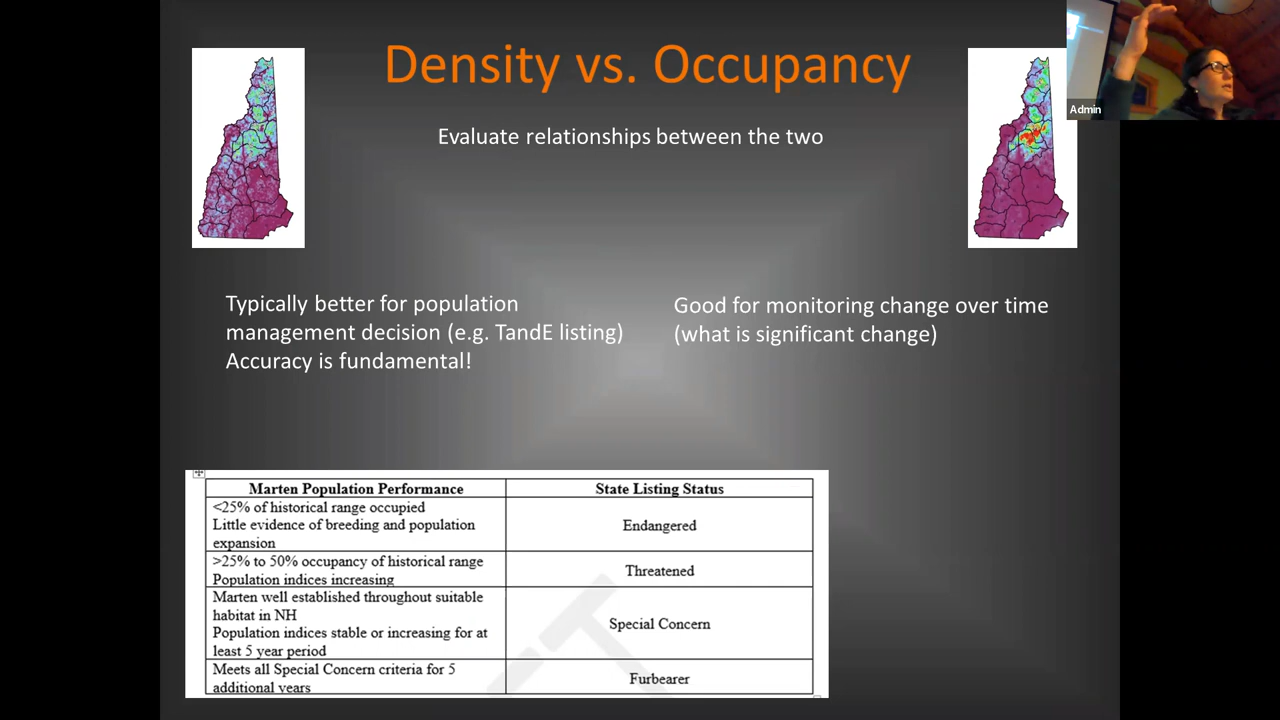 Density vs. Occupancy
Admin
Evaluate relationships between the two
Typically better for population
management decision (e.g. TandE listing)
Accuracy is fundamental!
Good for monitoring change over time
(what is significant change)
Marten Population Performance
State Listing Status
<25% of historical range occupied
Little evidence of breeding and population
expansion
Endangered
>25% to 50% occupancy of historical range
Population indices increasing
Threatened
Marten well established throughout suitable
habitat in NH
Population indices stable or increasing for at
least 5 year period
Special Concern
Meets all Special Concern criteria for 5
additional years
Furbearer